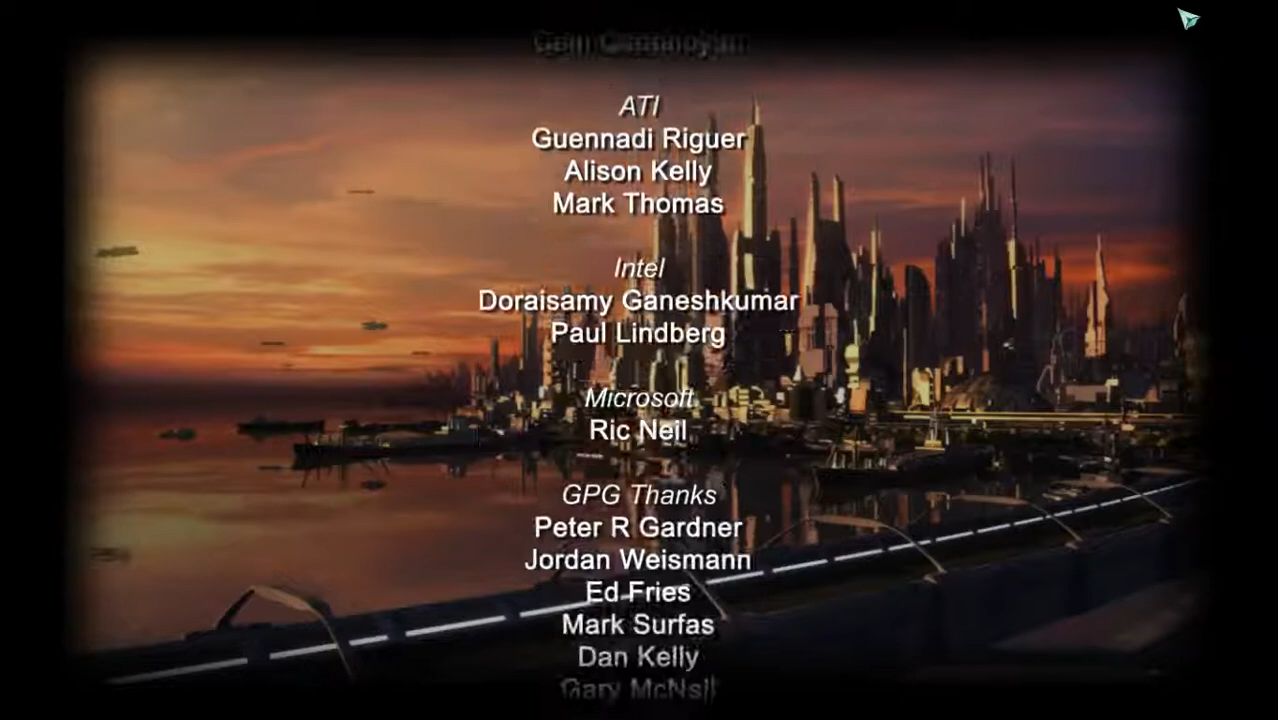 ATI
Guennadi Riguer
Alison Kelly
Mark Thomas
Intel
Doraisamy Ganeshkumar
Paul Lindberg
Microsoft
Ric Neil
GPG Thanks
Peter R Gardner
Jordan Weismann
Ed Fries
Mark Surfas
Dan Kelly
Gary